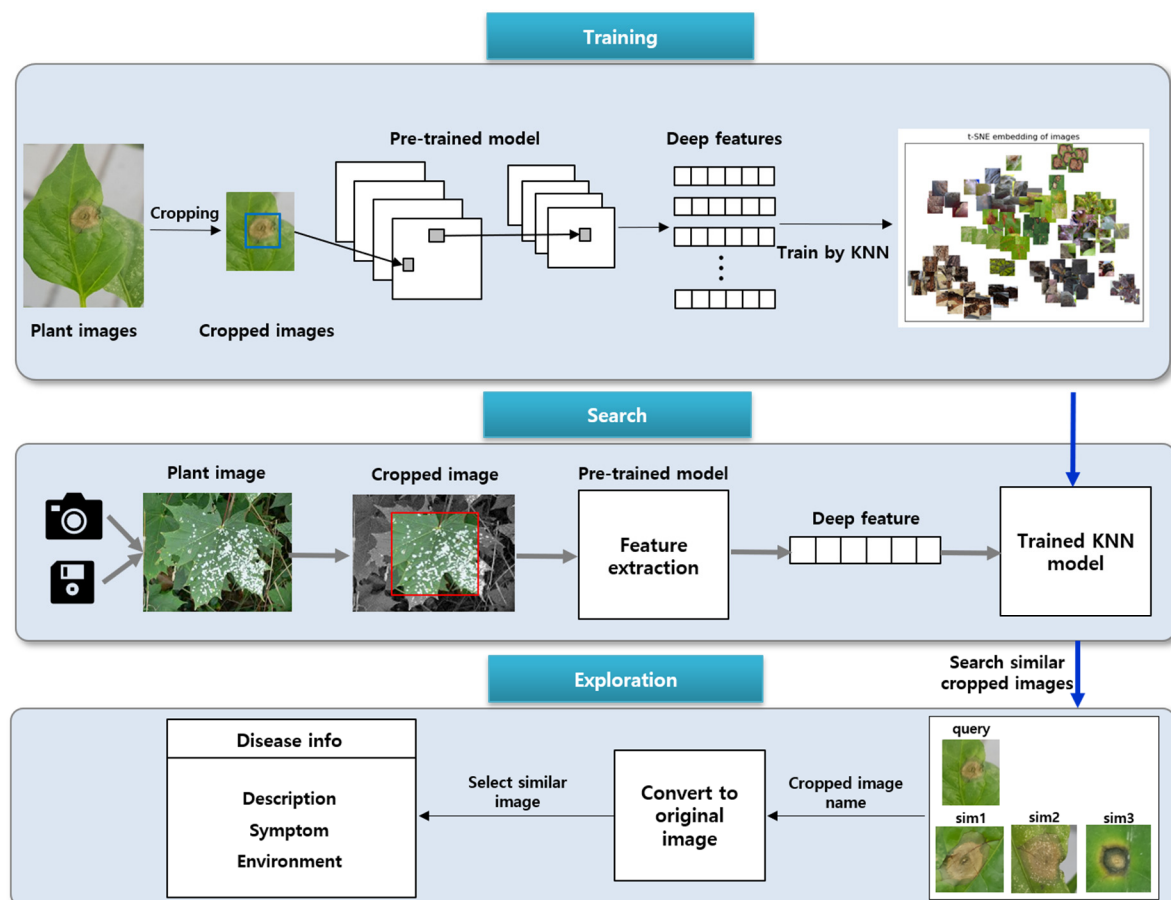 Training
Pre-trained model
Deep features
t-SNE embedding of images
Cropping
Train by KNN
Plant images
Cropped images
Search
Plant image
Cropped image
Pre-trained model
Deep feature
Feature
extraction
Trained KNN
model
Exploration
Search similar
cropped images
Disease info
Description
Symptom
Environment
Select similar
image
Convert to
original
image
Cropped image
name
query
sim1
sim2
sim3